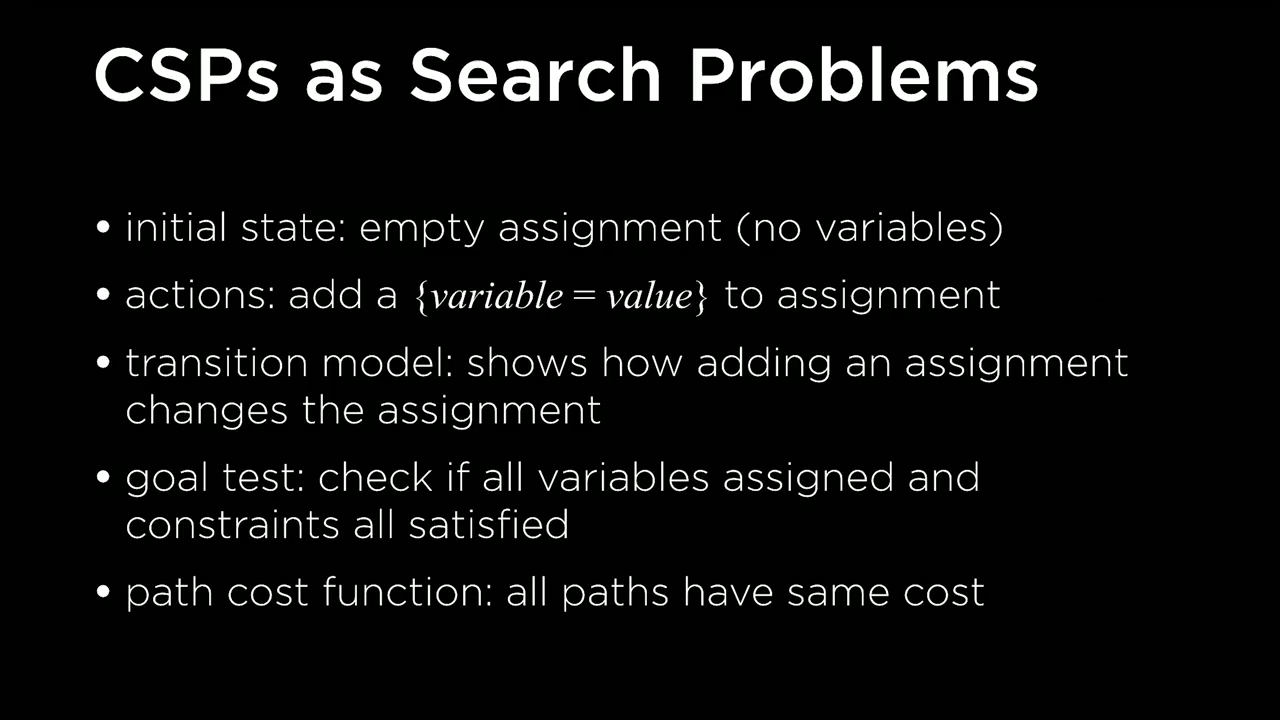 CSPs as Search Problems
• initial state: empty assignment (no variables)
• actions: add a {variable = value} to assignment
• transition model: shows how adding an assignment
changes the assignment
• goal test: check if all variables assigned and
constraints all satisfied
• path cost function: all paths have same cost